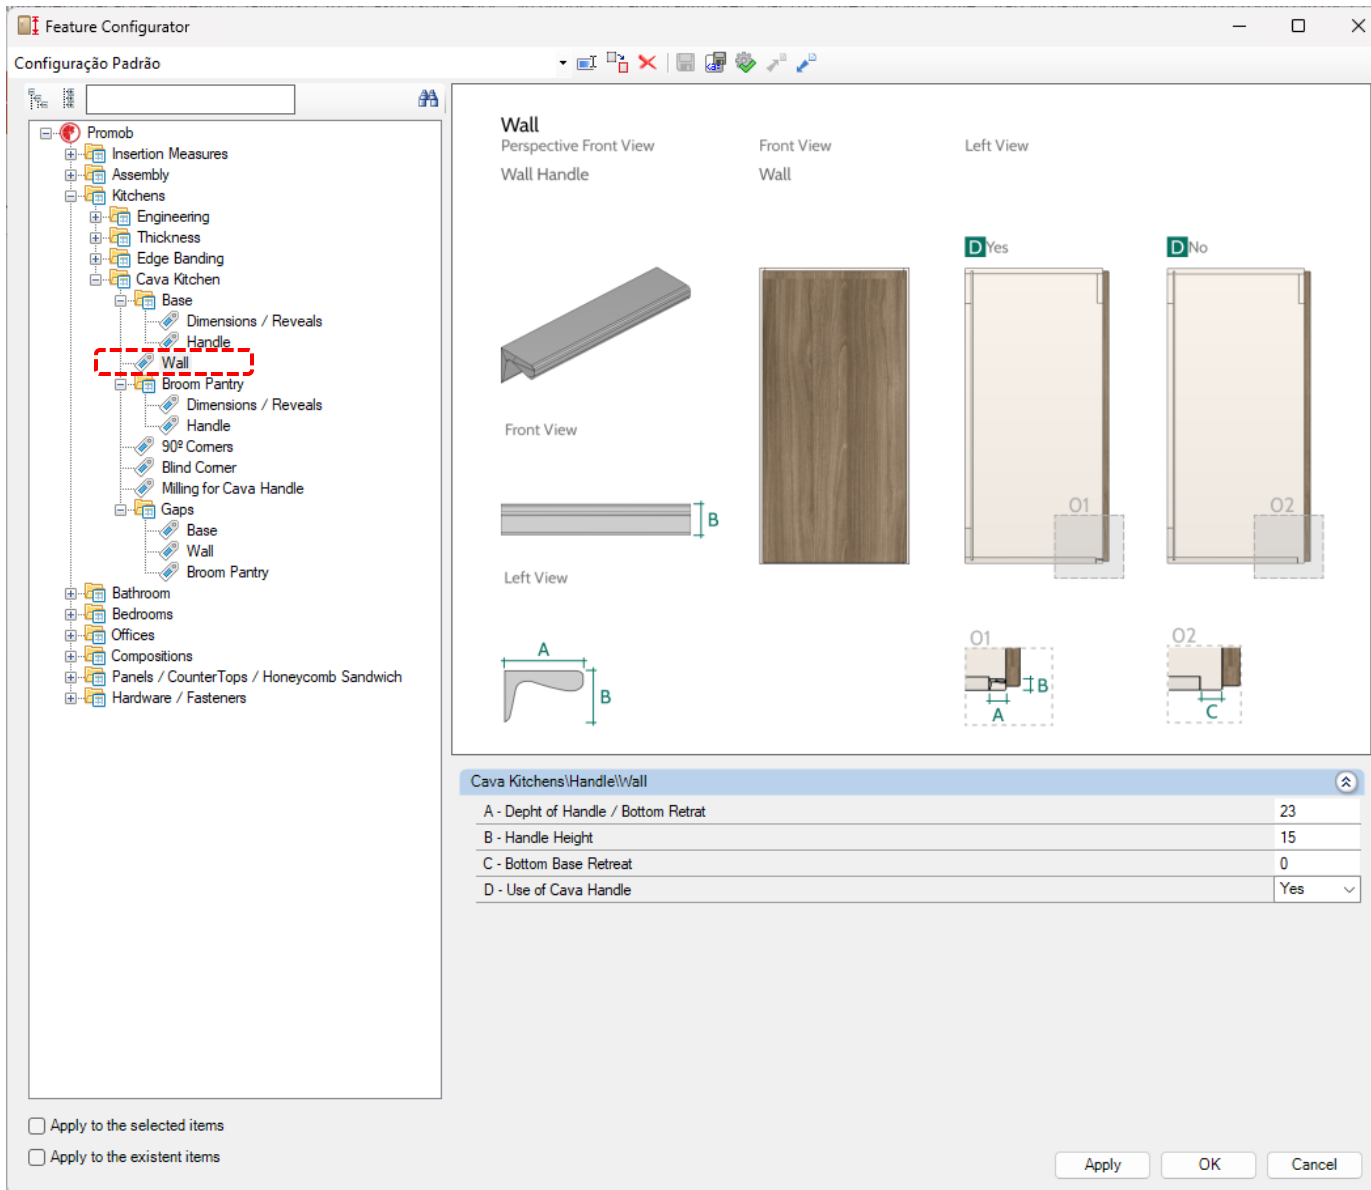 Feature Configurator
Configuração Padrão
Promob
Insertion Measures
Assembly
Kitchens
Engineering
Thickness
Edge Banding
Cava Kitchen
Base
Dimensions / Reveals
Handle
Wall
Broom Pantry
Dimensions / Reveals
Handle
90º Corners
Blind Corner
Milling for Cava Handle
Gaps
Base
Wall
Broom Pantry
Bathroom
Bedrooms
Offices
Compositions
Panels / CounterTops / Honeycomb Sandwich
Hardware / Fasteners
Wall
Perspective Front View Front View Left View
Wall Handle Wall
D Yes D No
Front View
O1 O2
B
Left View
O1 O2
A
B
B
A C
Cava Kitchens\Handle\Wall
A - Depht of Handle / Bottom Retrat 23
B - Handle Height 15
C - Bottom Base Retreat 0
D - Use of Cava Handle Yes
Apply to the selected items
Apply to the existent items
Apply OK Cancel